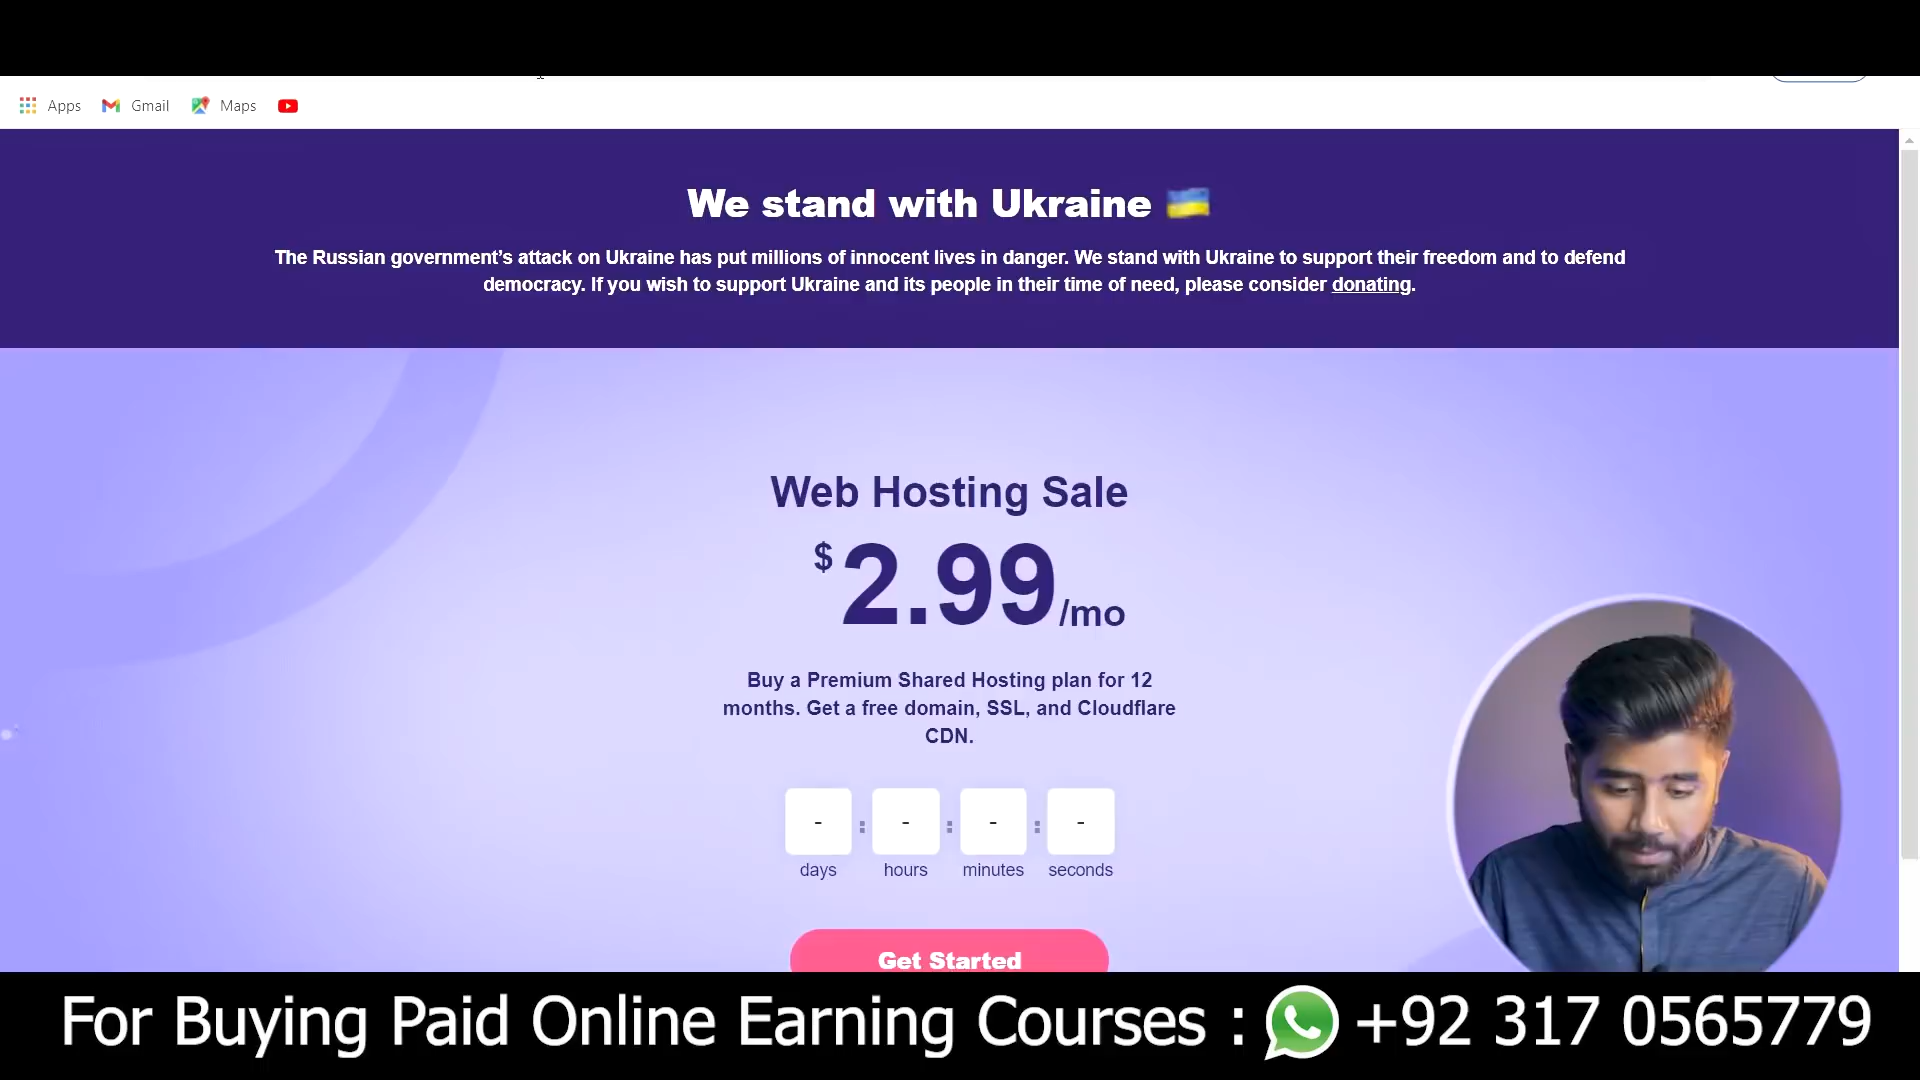 Apps Gmail Maps
We stand with Ukraine 🇺🇦
The Russian government’s attack on Ukraine has put millions of innocent lives in danger. We stand with Ukraine to support their freedom and to defend
democracy. If you wish to support Ukraine and its people in their time of need, please consider donating.
Web Hosting Sale
$2.99/mo
Buy a Premium Shared Hosting plan for 12
months. Get a free domain, SSL, and Cloudflare
CDN.
- : - : - : -
days hours minutes seconds
Get Started
For Buying Paid Online Earning Courses : +92 317 0565779